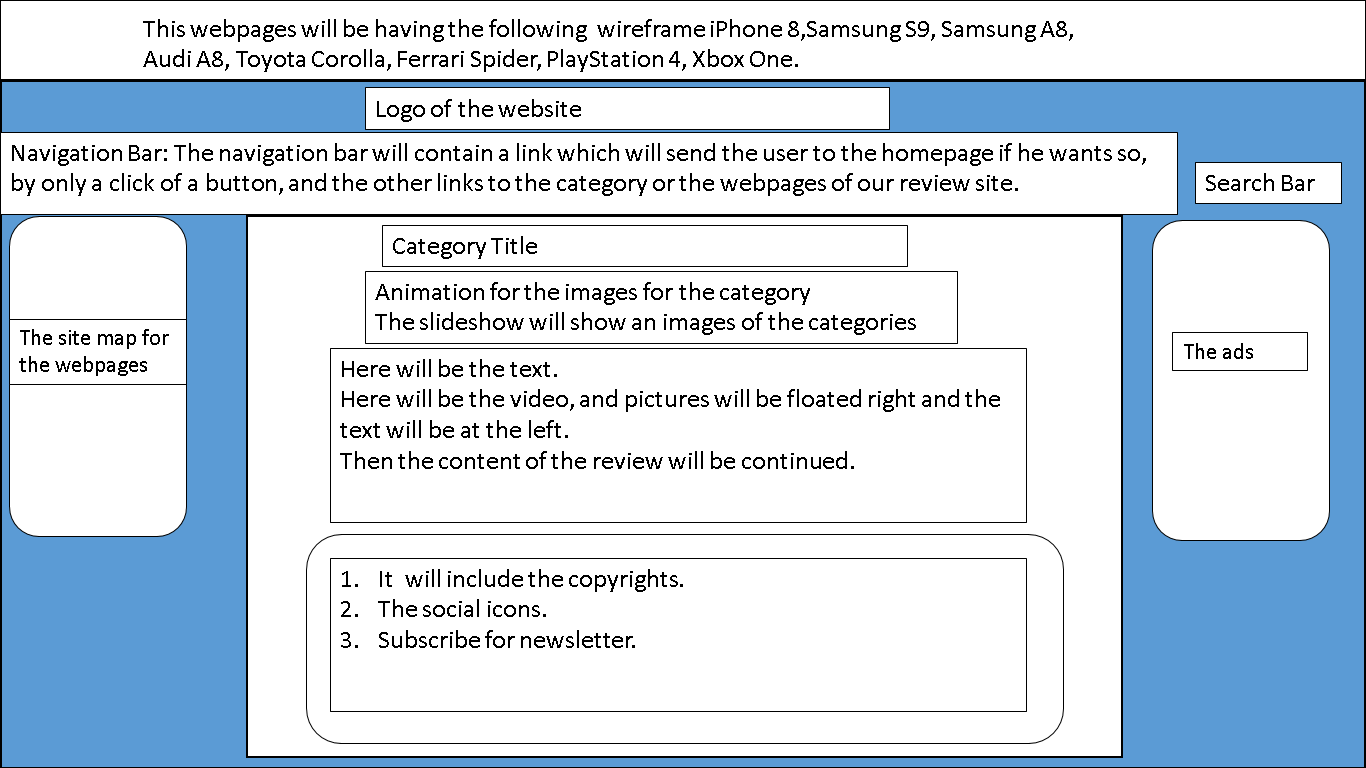 This webpages will be having the following  wireframe iPhone 8,Samsung S9, Samsung A8,
Audi A8, Toyota Corolla, Ferrari Spider, PlayStation 4, Xbox One.
Logo of the website
Navigation Bar: The navigation bar will contain a link which will send the user to the homepage if he wants so,
by only a click of a button, and the other links to the category or the webpages of our review site.
Search Bar
Category Title
Animation for the images for the category
The slideshow will show an images of the categories
The site map for
the webpages
The ads
Here will be the text.
Here will be the video, and pictures will be floated right and the
text will be at the left.
Then the content of the review will be continued.
1. It  will include the copyrights.
2. The social icons.
3. Subscribe for newsletter.